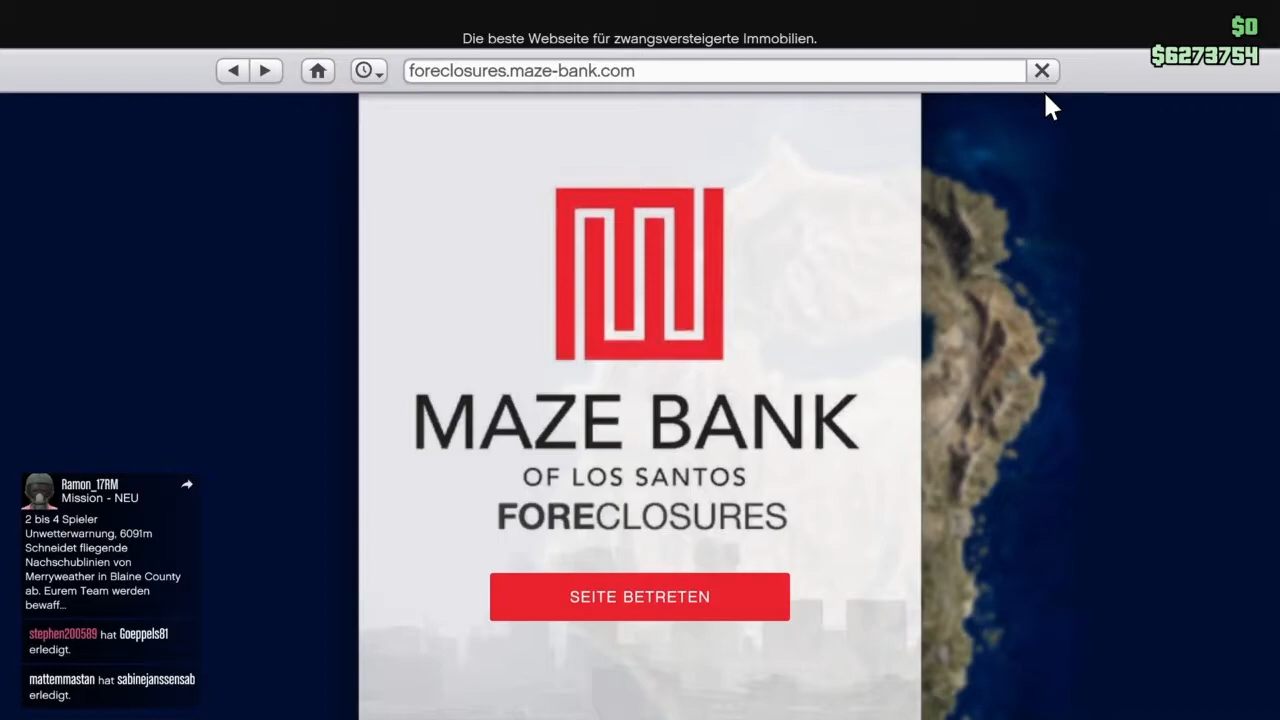 Die beste Webseite für zwangsversteigerte Immobilien.
$0
$6273754
foreclosures.maze-bank.com
MAZE BANK
OF LOS SANTOS
FORECLOSURES
SEITE BETRETEN
Ramon_17RM
Mission - NEU
2 bis 4 Spieler
Unwetterwarnung, 6091m
Schneidet fliegende
Nachschublinien von
Merryweather in Blaine County
ab. Eurem Team werden
bewaff...
stephen200589 hat Goeppels81
erledigt.
mattemmastan hat sabinejanssensab
erledigt.